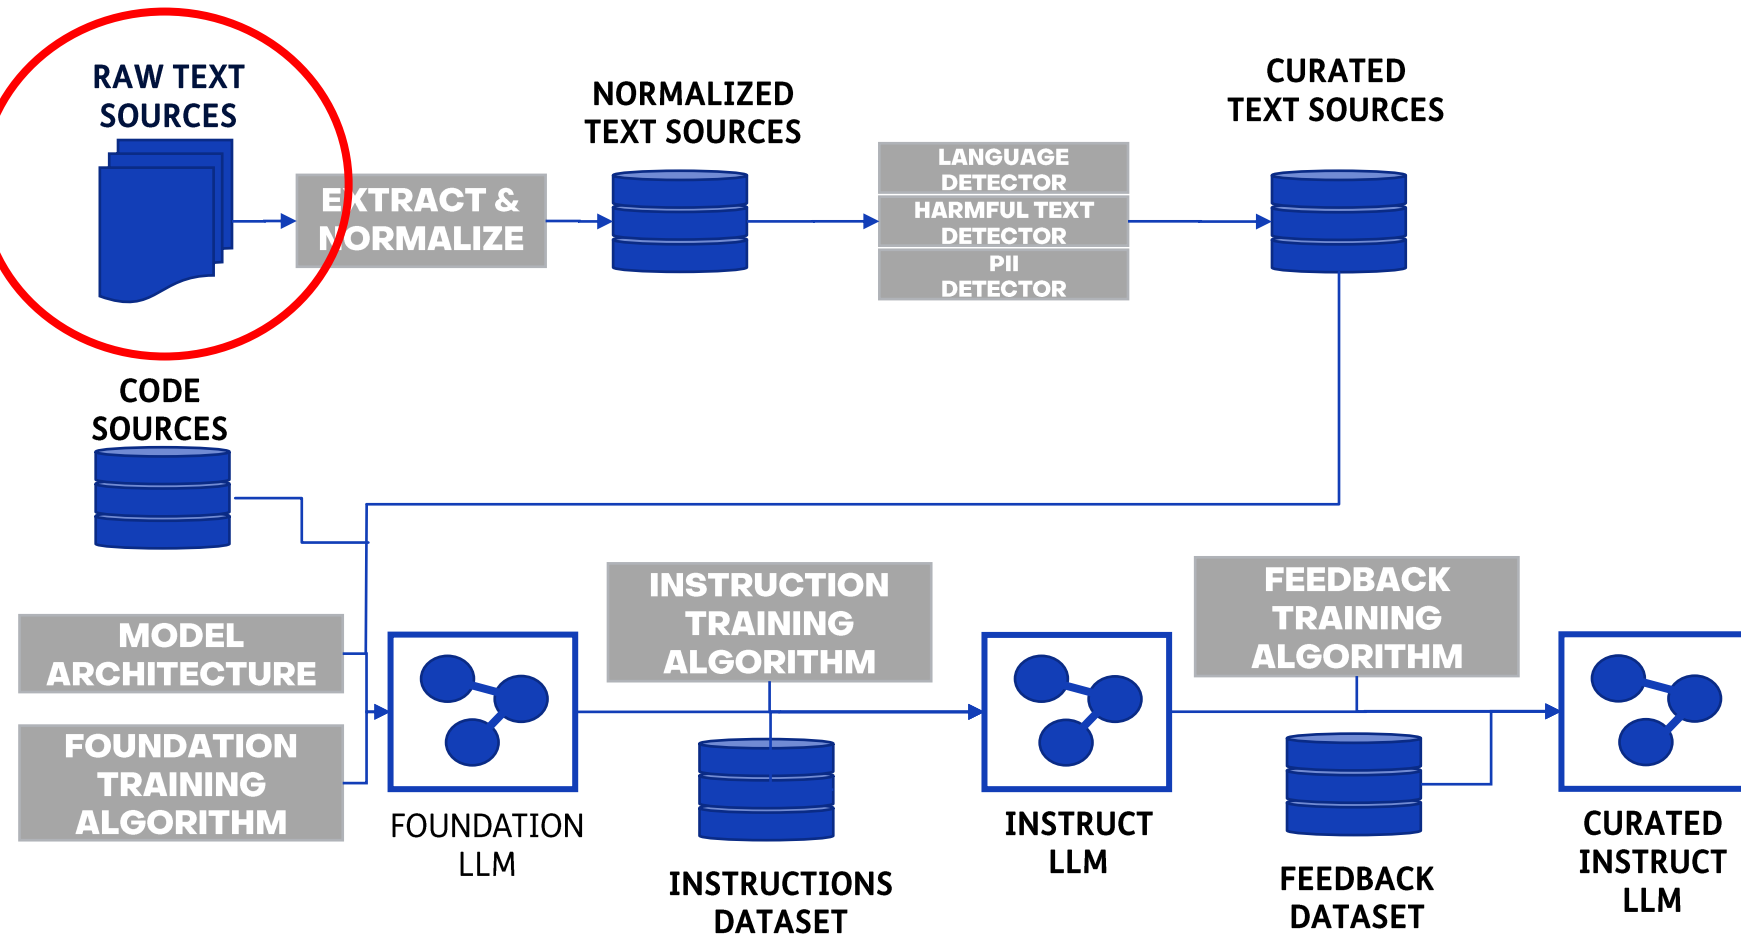 RAW TEXT
SOURCES
EXTRACT &
NORMALIZE
NORMALIZED
TEXT SOURCES
LANGUAGE
DETECTOR
HARMFUL TEXT
DETECTOR
PII
DETECTOR
CURATED
TEXT SOURCES
CODE
SOURCES
MODEL
ARCHITECTURE
FOUNDATION
TRAINING
ALGORITHM
FOUNDATION
LLM
INSTRUCTION
TRAINING
ALGORITHM
INSTRUCTIONS
DATASET
INSTRUCT
LLM
FEEDBACK
TRAINING
ALGORITHM
FEEDBACK
DATASET
CURATED
INSTRUCT
LLM